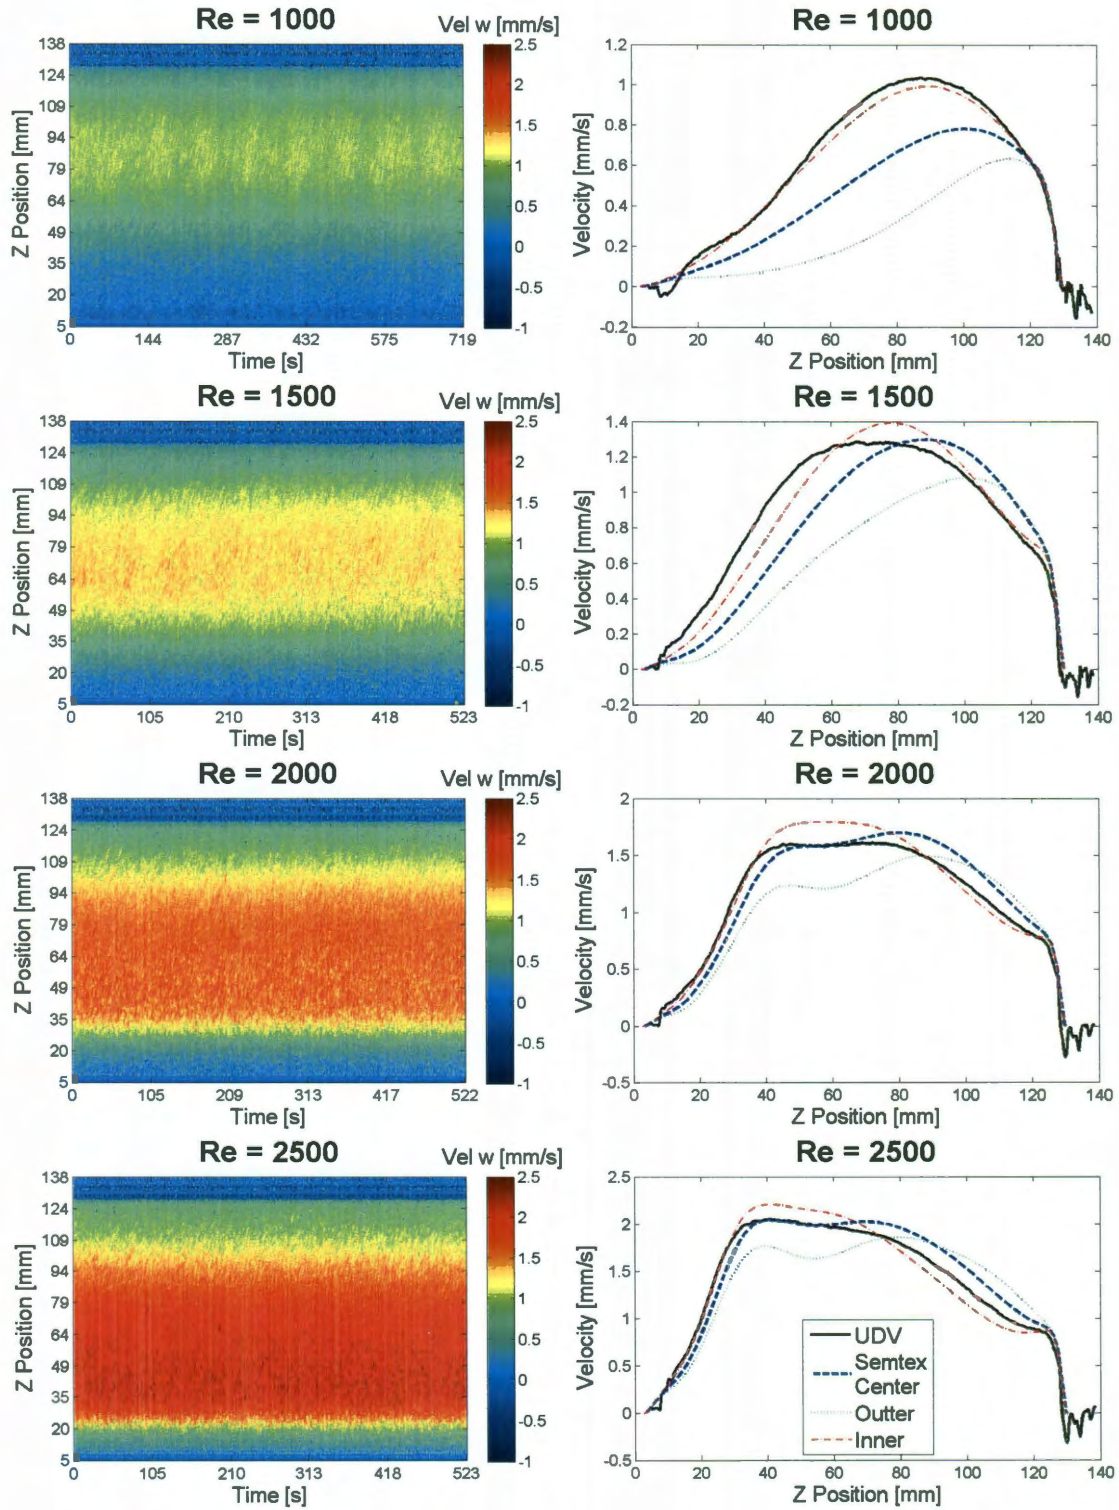 Re = 1000
Vel w [mm/s]
138
124
109
94
79
64
49
35
20
5
Z Position [mm]
0 144 287 432 575 719
Time [s]
2.5
2
1.5
1
0.5
0
-0.5
-1
Re = 1000
1.2
1
0.8
0.6
0.4
0.2
0
-0.2
Velocity [mm/s]
0 20 40 60 80 100 120 140
Z Position [mm]
Re = 1500
Vel w [mm/s]
138
124
109
94
79
64
49
35
20
5
Z Position [mm]
0 105 210 313 418 523
Time [s]
2.5
2
1.5
1
0.5
0
-0.5
-1
Re = 1500
1.4
1.2
1
0.8
0.6
0.4
0.2
0
-0.2
Velocity [mm/s]
0 20 40 60 80 100 120 140
Z Position [mm]
Re = 2000
Vel w [mm/s]
138
124
109
94
79
64
49
35
20
5
Z Position [mm]
0 105 209 313 417 522
Time [s]
2.5
2
1.5
1
0.5
0
-0.5
-1
Re = 2000
2
1.5
1
0.5
0
-0.5
Velocity [mm/s]
0 20 40 60 80 100 120 140
Z Position [mm]
Re = 2500
Vel w [mm/s]
138
124
109
94
79
64
49
35
20
5
Z Position [mm]
0 105 210 313 418 523
Time [s]
2.5
2
1.5
1
0.5
0
-0.5
-1
Re = 2500
2.5
2
1.5
1
0.5
0
-0.5
Velocity [mm/s]
0 20 40 60 80 100 120 140
Z Position [mm]
UDV
Semtex
Center
Outter
Inner